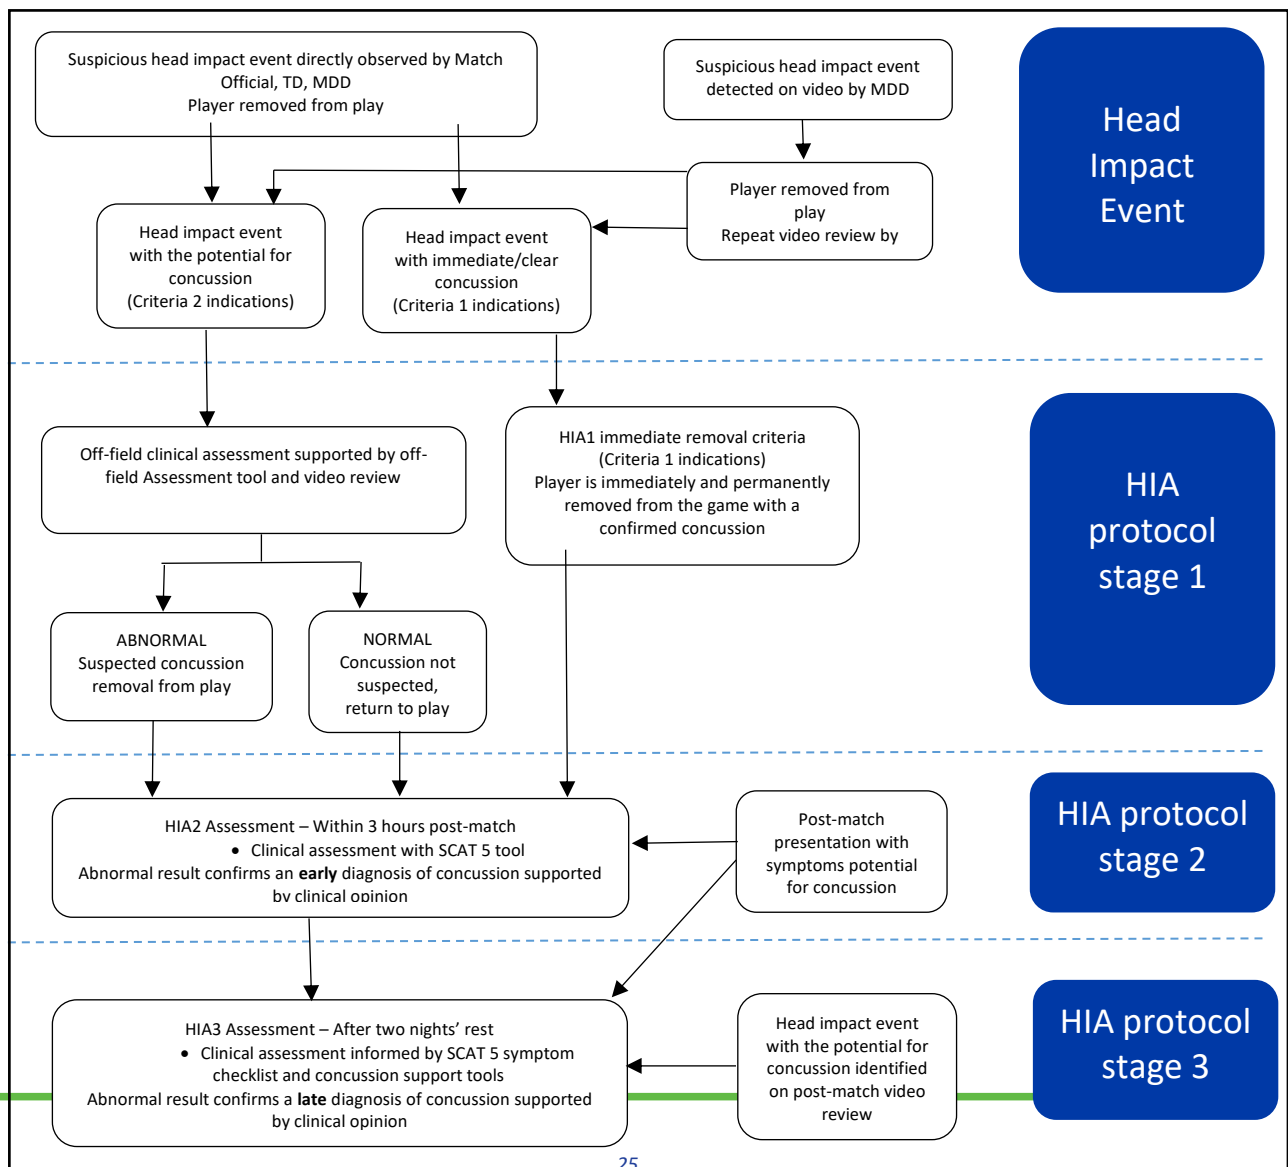 Suspicious head impact event directly observed by Match
Official, TD, MDD
Player removed from play
Suspicious head impact event
detected on video by MDD
Head
Impact
Event
Player removed from
play
Repeat video review by
Head impact event
with the potential for
concussion
(Criteria 2 indications)
Head impact event
with immediate/clear
concussion
(Criteria 1 indications)
Off-field clinical assessment supported by off-
field Assessment tool and video review
HIA1 immediate removal criteria
(Criteria 1 indications)
Player is immediately and permanently
removed from the game with a
confirmed concussion
HIA
protocol
stage 1
ABNORMAL
Suspected concussion
removal from play
NORMAL
Concussion not
suspected,
return to play
HIA2 Assessment – Within 3 hours post-match
• Clinical assessment with SCAT 5 tool
Abnormal result confirms an early diagnosis of concussion supported
by clinical opinion
Post-match
presentation with
symptoms potential
for concussion
HIA protocol
stage 2
HIA3 Assessment – After two nights’ rest
• Clinical assessment informed by SCAT 5 symptom
checklist and concussion support tools
Abnormal result confirms a late diagnosis of concussion supported
by clinical opinion
Head impact event
with the potential for
concussion identified
on post-match video
review
HIA protocol
stage 3
25